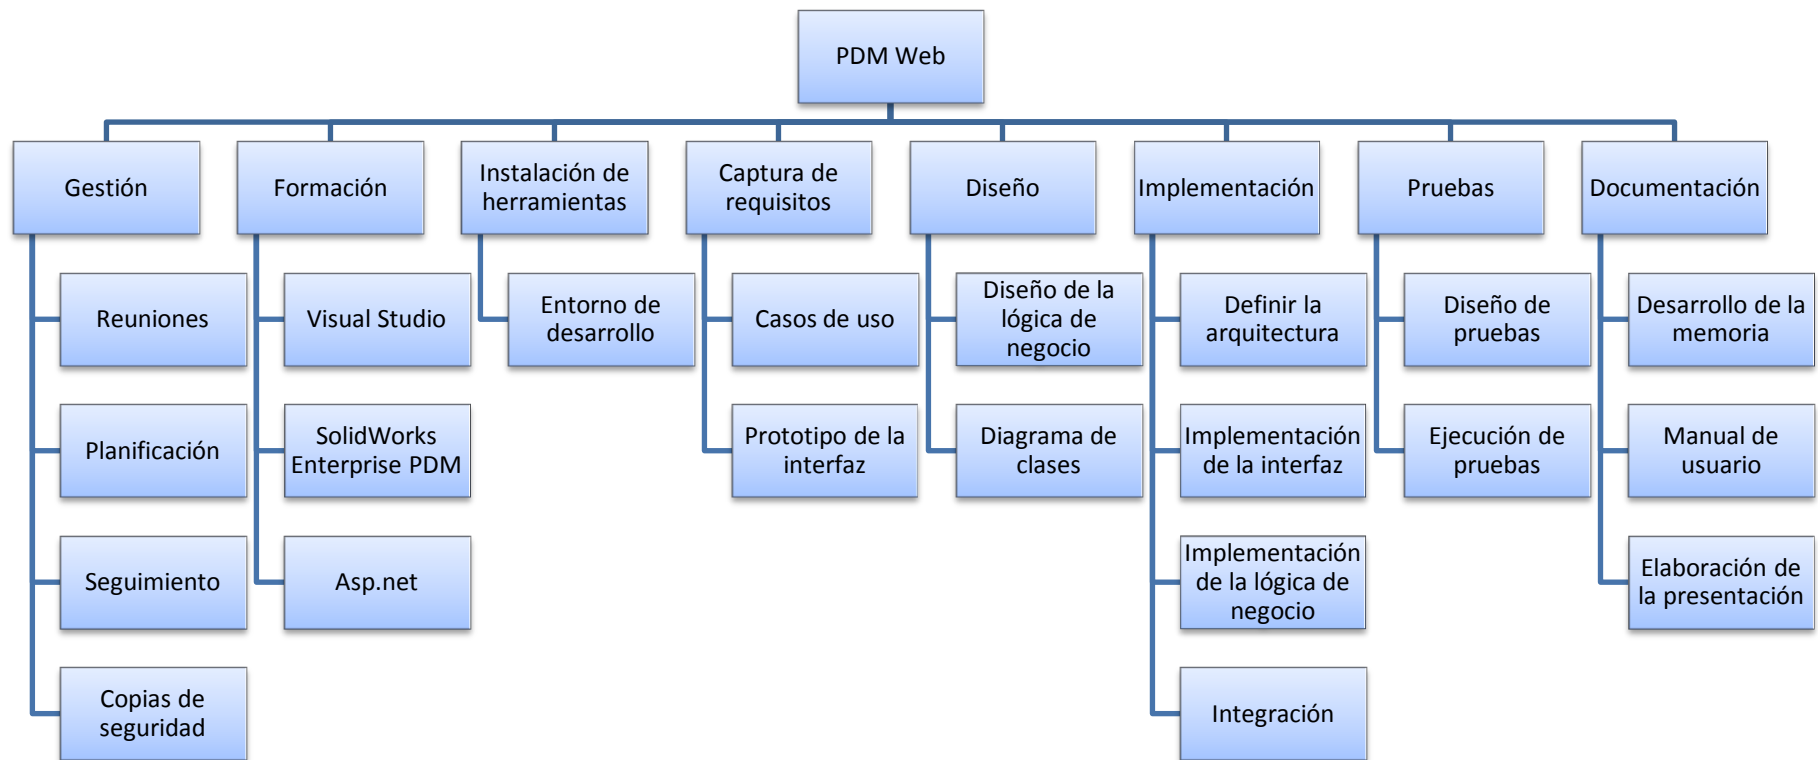 PDM Web
Gestión
Formación
Instalación de
herramientas
Captura de
requisitos
Diseño
Implementación
Pruebas
Documentación
Reuniones
Planificación
Seguimiento
Copias de
seguridad
Visual Studio
SolidWorks
Enterprise PDM
Asp.net
Entorno de
desarrollo
Casos de uso
Prototipo de la
interfaz
Diseño de la
lógica de
negocio
Diagrama de
clases
Definir la
arquitectura
Implementación
de la interfaz
Implementación
de la lógica de
negocio
Integración
Diseño de
pruebas
Ejecución de
pruebas
Desarrollo de la
memoria
Manual de
usuario
Elaboración de
la presentación